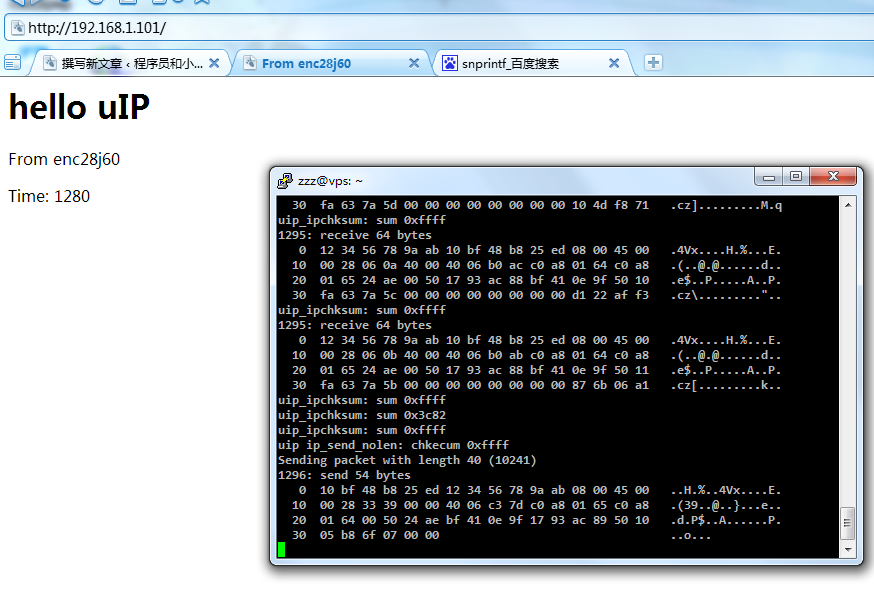 http://192.168.1.101/
撰写新文章 ‹ 程序员和小...
From enc28j60
snprintf_百度搜索
hello uIP
From enc28j60
Time: 1280
zzz@vps: ~
30 fa 63 7a 5d 00 00 00 00 00 00 00 00 10 4d f8 71 .cz].........M.q
uip_ipchksum: sum 0xffff
1295: receive 64 bytes
0 12 34 56 78 9a ab 10 bf 48 b8 25 ed 08 00 45 00 .4Vx....H.%...E.
10 00 28 06 0a 40 00 40 06 b0 ac c0 a8 01 64 c0 a8 .(..@.@......d..
20 01 65 24 ae 00 50 17 93 ac 88 bf 41 0e 9f 50 10 .e$..P.....A..P.
30 fa 63 7a 5c 00 00 00 00 00 00 00 00 d1 22 af f3 .cz\........."..
uip_ipchksum: sum 0xffff
1295: receive 64 bytes
0 12 34 56 78 9a ab 10 bf 48 b8 25 ed 08 00 45 00 .4Vx....H.%...E.
10 00 28 06 0b 40 00 40 06 b0 ab c0 a8 01 64 c0 a8 .(..@.@......d..
20 01 65 24 ae 00 50 17 93 ac 88 bf 41 0e 9f 50 11 .e$..P.....A..P.
30 fa 63 7a 5b 00 00 00 00 00 00 00 00 87 6b 06 a1 .cz[.........k..
uip_ipchksum: sum 0xffff
uip_ipchksum: sum 0x3c82
uip_ipchksum: sum 0xffff
uip ip_send_nolen: chkecum 0xffff
Sending packet with length 40 (10241)
1296: send 54 bytes
0 10 bf 48 b8 25 ed 12 34 56 78 9a ab 08 00 45 00 ..H.%..4Vx....E.
10 00 28 33 39 00 00 40 06 c3 7d c0 a8 01 65 c0 a8 .(39..@..}...e..
20 01 64 00 50 24 ae bf 41 0e 9f 17 93 ac 89 50 10 .d.P$..A......P.
30 05 b8 6f 07 00 00 ..o...